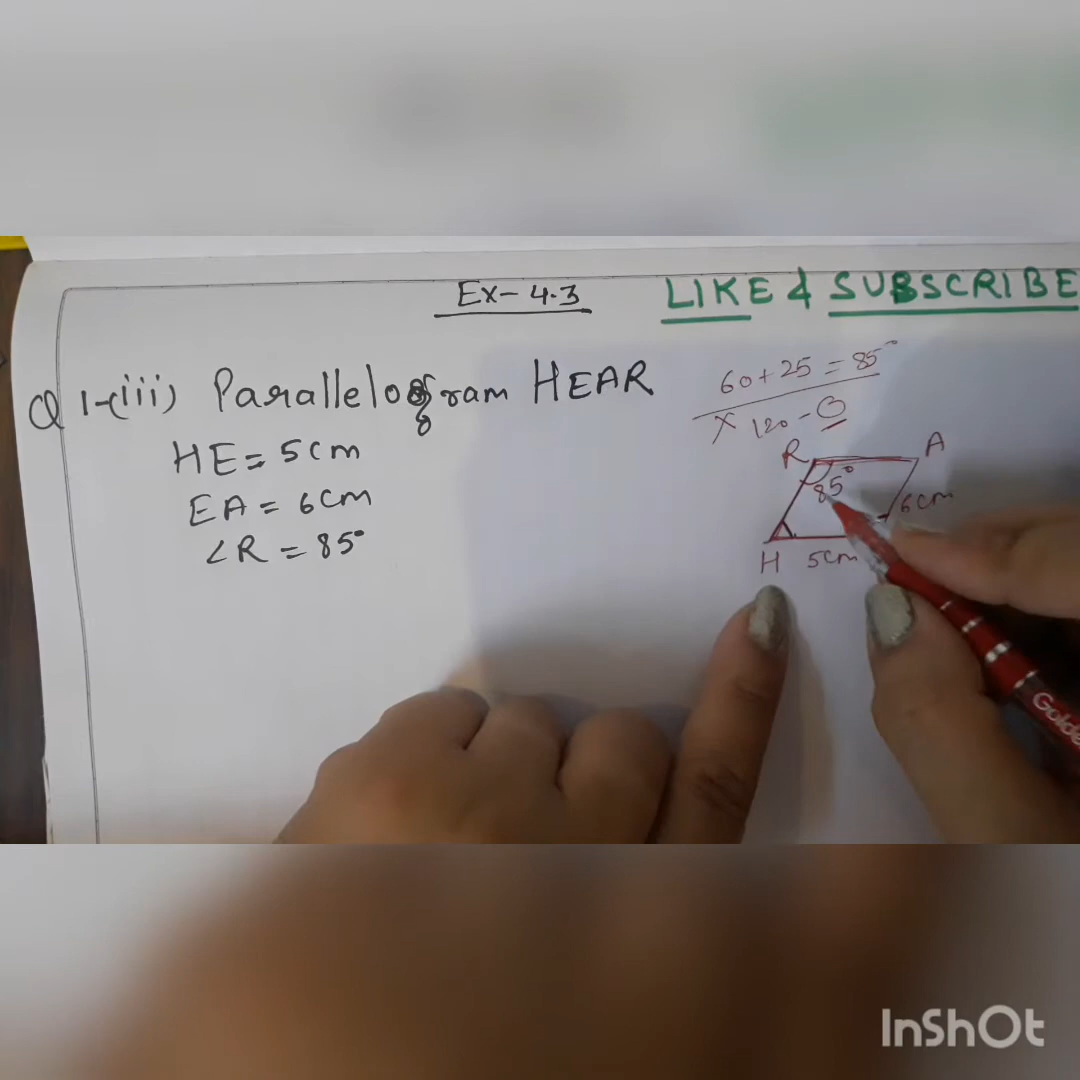 Ex- 4.3
LIKE & SUBSCRIBE
Q 1-(iii) Parallelogram HEAR
HE = 5cm
EA = 6cm
∠R = 85°
60+25 = 85°
R
A
85°
6cm
H 5cm
Golde
InShOt